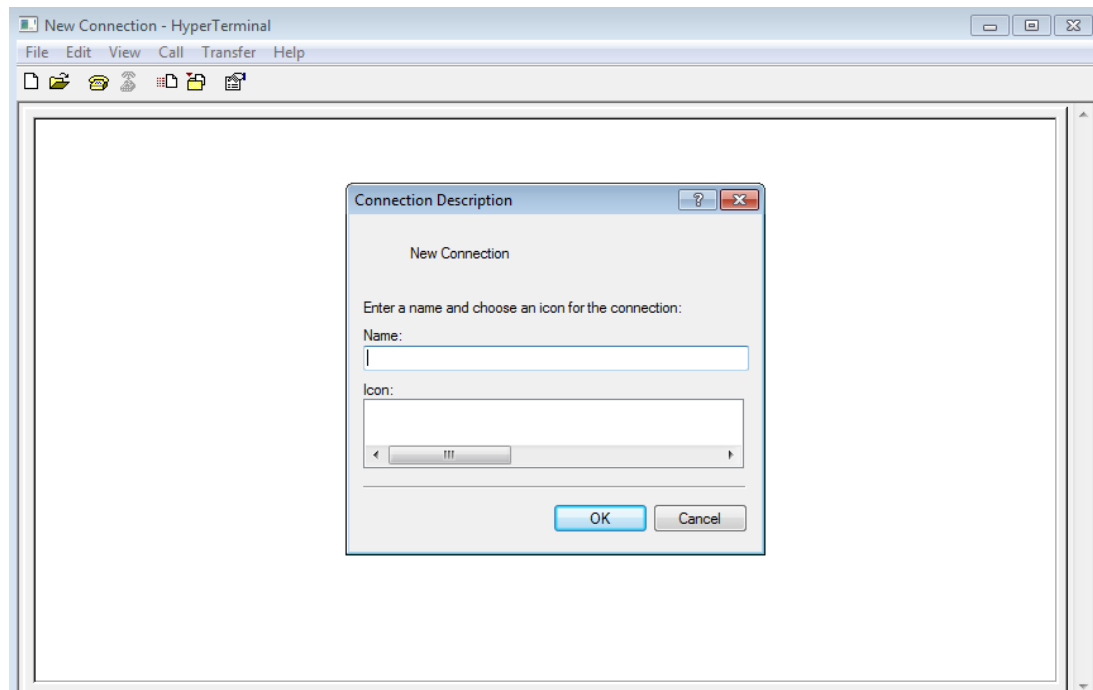 New Connection - HyperTerminal
File Edit View Call Transfer Help
Connection Description
New Connection
Enter a name and choose an icon for the connection:
Name:
Icon:
OK Cancel